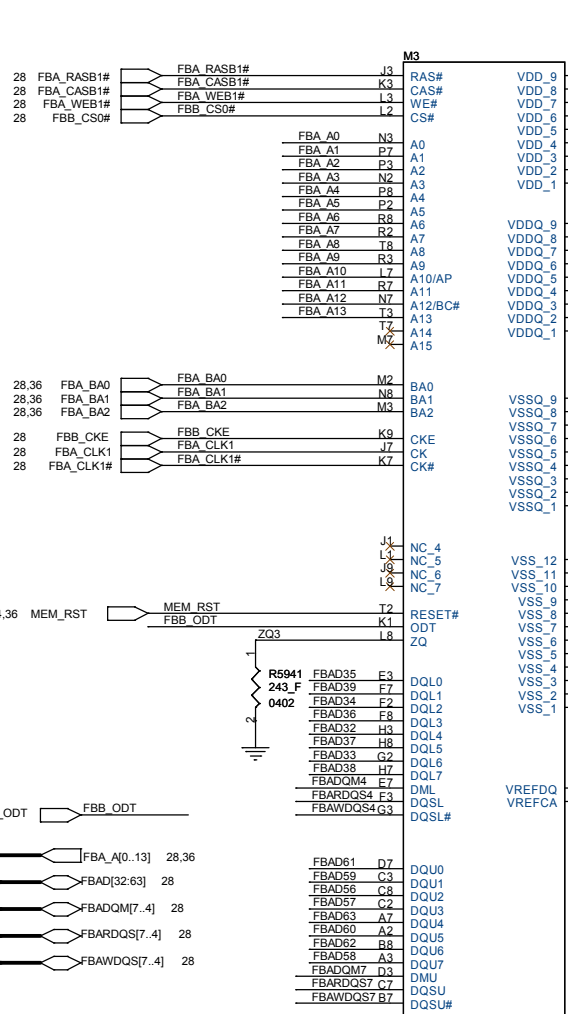 M3
28 FBA_RASB1# FBA_RASB1# J3 RAS# VDD_9
28 FBA_CASB1# FBA_CASB1# K3 CAS# VDD_8
28 FBA_WEB1# FBA_WEB1# L3 WE# VDD_7
28 FBB_CS0# FBB_CS0# L2 CS# VDD_6
VDD_5
FBA_A0 N3 A0 VDD_4
FBA_A1 P7 A1 VDD_3
FBA_A2 P3 A2 VDD_2
FBA_A3 N2 A3 VDD_1
FBA_A4 P8 A4
FBA_A5 P2 A5
FBA_A6 R8 A6 VDDQ_9
FBA_A7 R2 A7 VDDQ_8
FBA_A8 T8 A8 VDDQ_7
FBA_A9 R3 A9 VDDQ_6
FBA_A10 L7 A10/AP VDDQ_5
FBA_A11 R7 A11 VDDQ_4
FBA_A12 N7 A12/BC# VDDQ_3
FBA_A13 T3 A13 VDDQ_2
T7 A14 VDDQ_1
M7 A15
28,36 FBA_BA0 FBA_BA0 M2 BA0
28,36 FBA_BA1 FBA_BA1 N8 BA1 VSSQ_9
28,36 FBA_BA2 FBA_BA2 M3 BA2 VSSQ_8
VSSQ_7
28 FBB_CKE FBB_CKE K9 CKE VSSQ_6
28 FBA_CLK1 FBA_CLK1 J7 CK VSSQ_5
28 FBA_CLK1# FBA_CLK1# K7 CK# VSSQ_4
VSSQ_3
VSSQ_2
VSSQ_1
J1 NC_4
L1 NC_5 VSS_12
J9 NC_6 VSS_11
L9 NC_7 VSS_10
VSS_9
,36 MEM_RST MEM_RST T2 RESET# VSS_8
FBB_ODT K1 ODT VSS_7
ZQ3 L8 ZQ VSS_6
VSS_5
1 VSS_4
R5941 FBAD35 E3 DQL0 VSS_3
243_F FBAD39 F7 DQL1 VSS_2
0402 FBAD34 F2 DQL2 VSS_1
2 FBAD36 F8 DQL3
FBAD32 H3 DQL4
FBAD37 H8 DQL5
FBAD33 G2 DQL6
FBAD38 H7 DQL7
FBADQM4 E7 DML VREFDQ
FBARDQS4 F3 DQSL VREFCA
FBAWDQS4 G3 DQSL#
_ODT FBB_ODT
FBA_A[0..13] 28,36
FBAD[32:63] 28
FBADQM[7..4] 28
FBARDQS[7..4] 28
FBAWDQS[7..4] 28
FBAD61 D7 DQU0
FBAD59 C3 DQU1
FBAD56 C8 DQU2
FBAD57 C2 DQU3
FBAD63 A7 DQU4
FBAD60 A2 DQU5
FBAD62 B8 DQU6
FBAD58 A3 DQU7
FBADQM7 D3 DMU
FBARDQS7 C7 DQSU
FBAWDQS7 B7 DQSU#